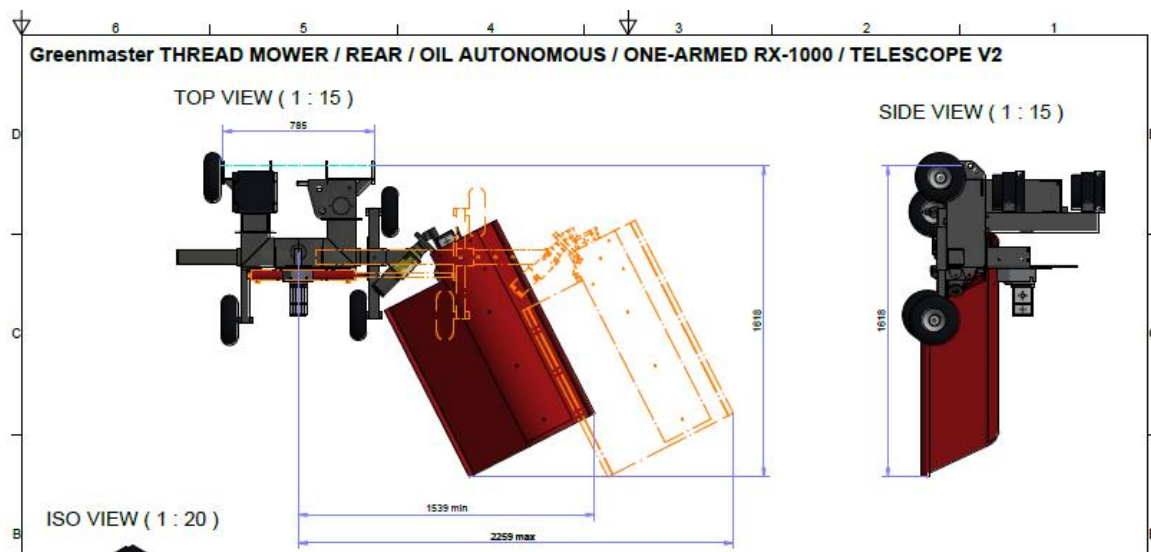 6 5 4 3 2 1
Greenmaster THREAD MOWER / REAR / OIL AUTONOMOUS / ONE-ARMED RX-1000 / TELESCOPE V2
TOP VIEW ( 1 : 15 )
SIDE VIEW ( 1 : 15 )
785
D
1618
1618
C
1539 min
ISO VIEW ( 1 : 20 )
2259 max
B